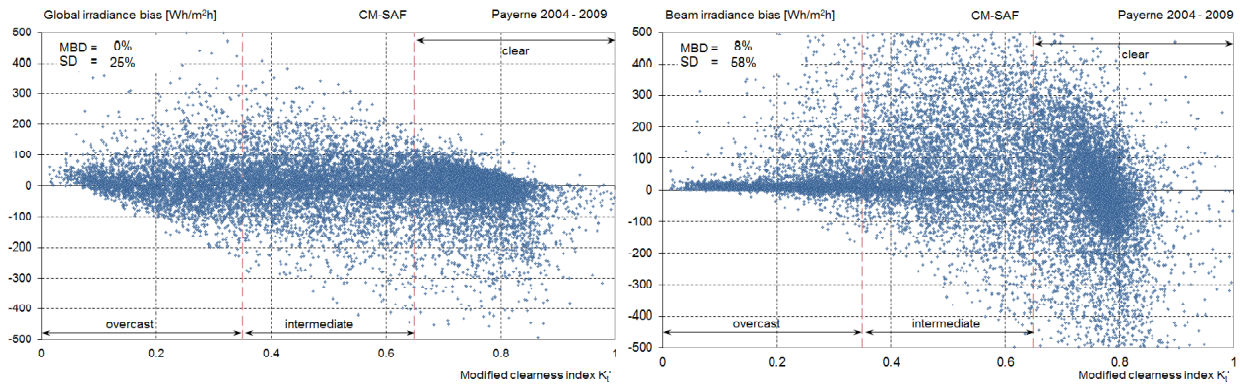 Global irradiance bias [Wh/m²h] CM-SAF Payerne 2004 - 2009
500
MBD = 0%
SD = 25%
clear
400
300
200
100
0
-100
-200
-300
-400
overcast intermediate
-500
0 0.2 0.4 0.6 0.8 1
Modified clearness index Kt'
Beam irradiance bias [Wh/m²h] CM-SAF Payerne 2004 - 2009
500
MBD = 8%
SD = 58%
clear
400
300
200
100
0
-100
-200
-300
-400
overcast intermediate
-500
0 0.2 0.4 0.6 0.8 1
Modified clearness index Kt'